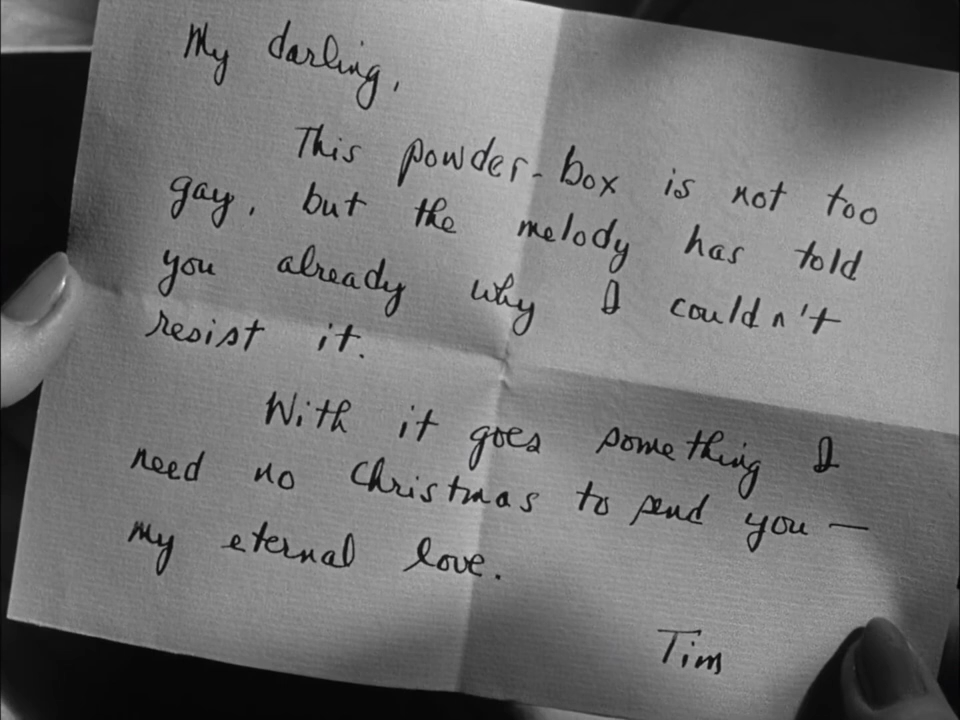 My darling,
This powder-box is not too
gay, but the melody has told
you already why I couldn't
resist it.
With it goes something I
need no Christmas to send you —
my eternal love.
Tim